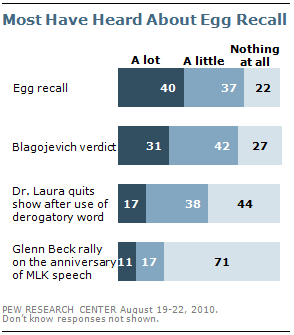 Most Have Heard About Egg Recall
A lot A little Nothing at all
Egg recall 40 37 22
Blagojevich verdict 31 42 27
Dr. Laura quits
show after use of
derogatory word 17 38 44
Glenn Beck rally
on the anniversary
of MLK speech 11 17 71
PEW RESEARCH CENTER August 19-22, 2010.
Don't know responses not shown.